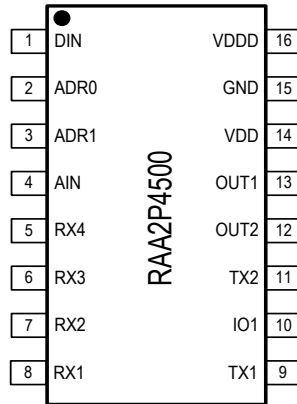 1 DIN VDDD 16
2 ADR0 GND 15
3 ADR1 VDD 14
4 AIN OUT1 13
5 RX4 OUT2 12
6 RX3 TX2 11
7 RX2 IO1 10
8 RX1 TX1 9
RAA2P4500